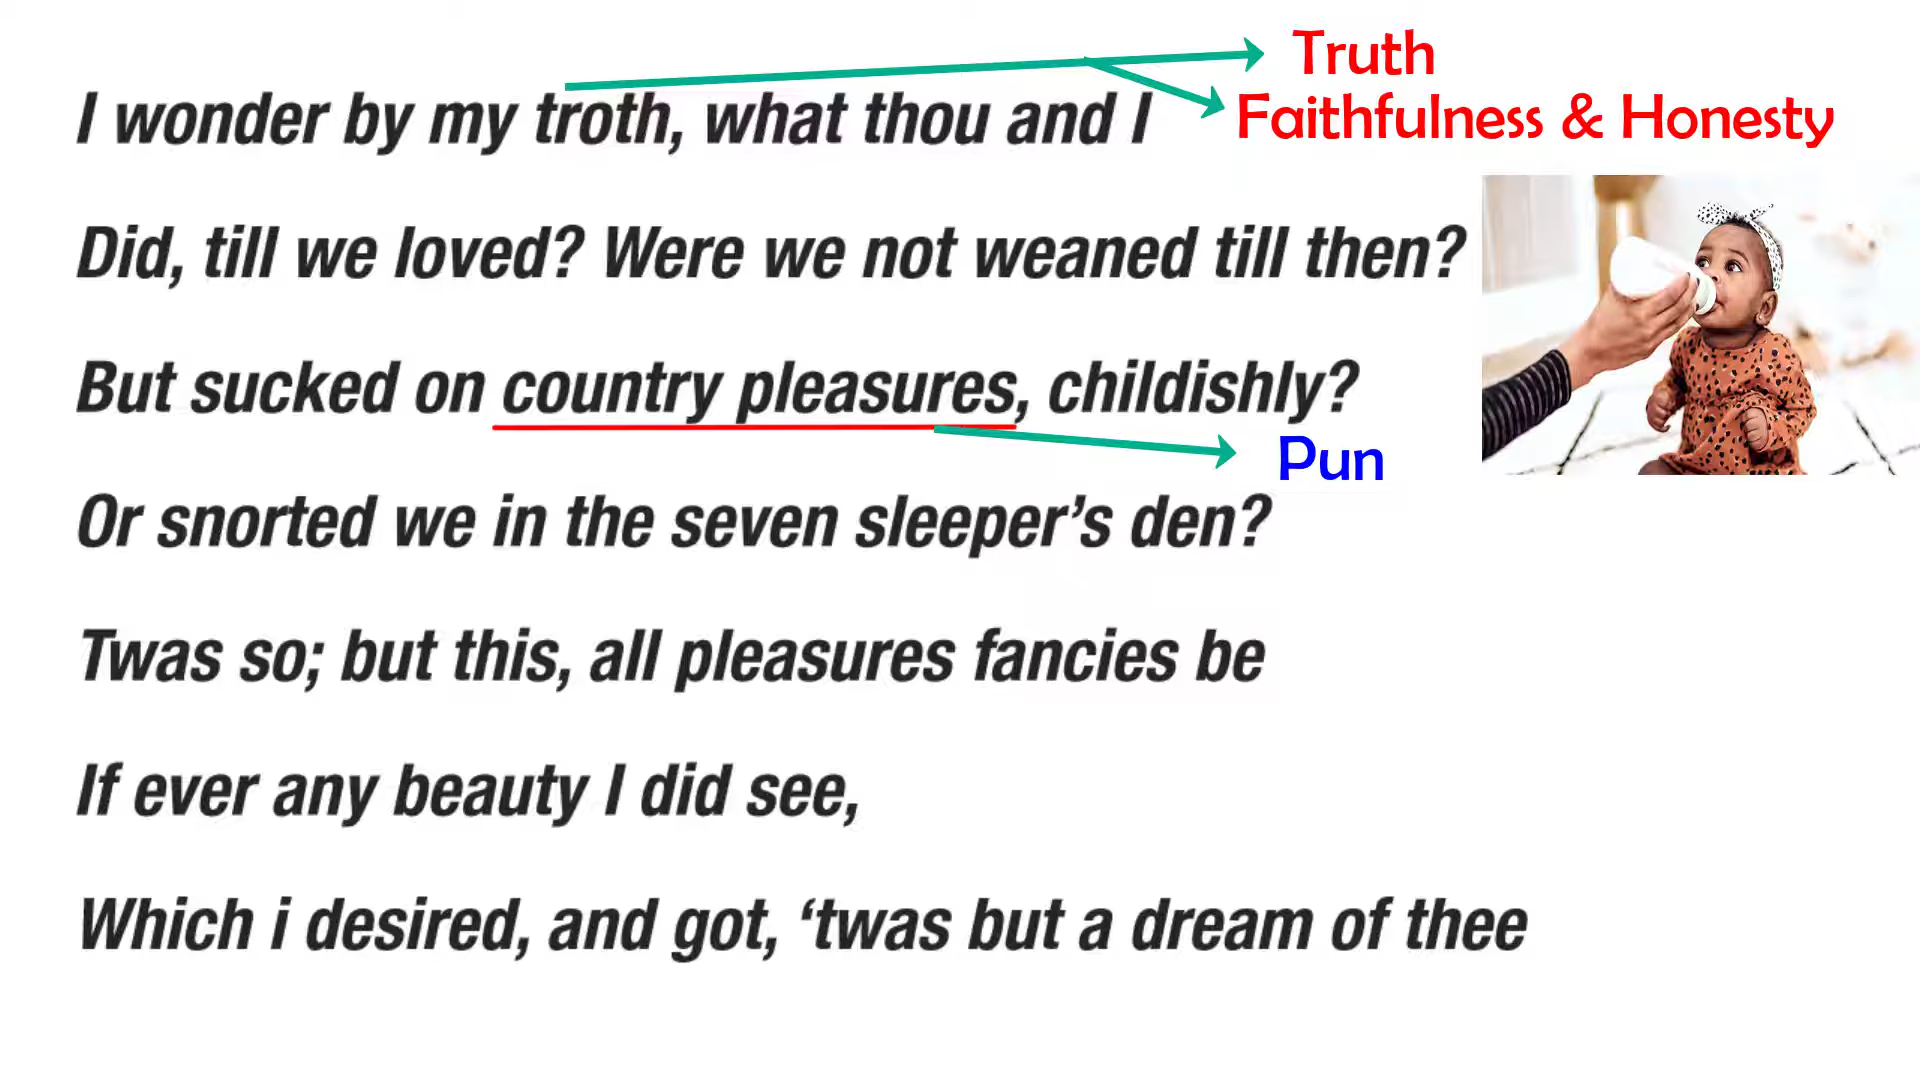 Truth
I wonder by my troth, what thou and I
Faithfulness & Honesty
Did, till we loved? Were we not weaned till then?
But sucked on country pleasures, childishly?
Pun
Or snorted we in the seven sleeper’s den?
Twas so; but this, all pleasures fancies be
If ever any beauty I did see,
Which i desired, and got, ‘twas but a dream of thee